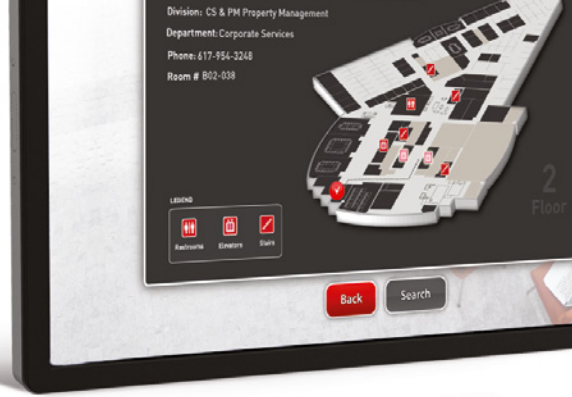 Division: CS & PM Property Management
Department: Corporate Services
Phone: 617-954-3248
Room # B02-038
2
Floor
LEGEND
Restrooms Elevators Stairs
Back Search